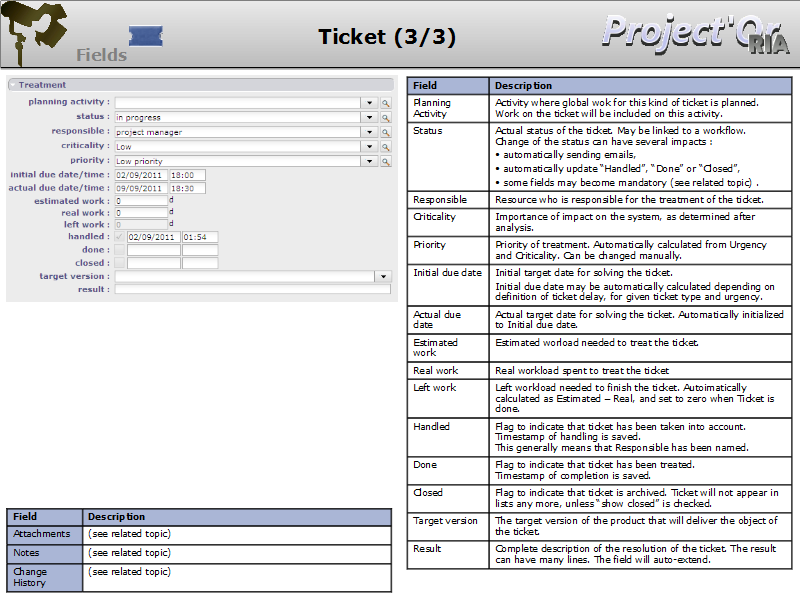 Fields
Ticket (3/3)
Project'Or
RIA
Treatment
planning activity :
status : in progress
responsible : project manager
criticality : Low
priority : Low priority
initial due date/time : 02/09/2011 18:00
actual due date/time : 09/09/2011 18:30
estimated work : 0 d
real work : 0 d
left work : 0 d
handled : 02/09/2011 01:54
done :
closed :
target version :
result :
Field Description
Attachments (see related topic)
Notes (see related topic)
Change (see related topic)
History
Field Description
Planning Activity where global wok for this kind of ticket is planned.
Activity Work on the ticket will be included on this activity.
Status Actual status of the ticket. May be linked to a workflow.
Change of the status can have several impacts :
• automatically sending emails,
• automatically update “Handled”, “Done” or “Closed”,
• some fields may become mandatory (see related topic) .
Responsible Resource who is responsible for the treatment of the ticket.
Criticality Importance of impact on the system, as determined after
analysis.
Priority Priority of treatment. Automatically calculated from Urgency
and Criticality. Can be changed manually.
Initial due date Initial target date for solving the ticket.
Initial due date may be automatically calculated depending on
definition of ticket delay, for given ticket type and urgency.
Actual due Actual target date for solving the ticket. Automatically initialized
date to Initial due date.
Estimated Estimated worload needed to treat the ticket.
work
Real work Real workload spent to treat the ticket
Left work Left workload needed to finish the ticket. Autoimatically
calculated as Estimated – Real, and set to zero when Ticket is
done.
Handled Flag to indicate that ticket has been taken into account.
Timestamp of handling is saved.
This generally means that Responsible has been named.
Done Flag to indicate that ticket has been treated.
Timestamp of completion is saved.
Closed Flag to indicate that ticket is archived. Ticket will not appear in
lists any more, unless “show closed” is checked.
Target version The target version of the product that will deliver the object of
the ticket.
Result Complete description of the resolution of the ticket. The result
can have many lines. The field will auto-extend.